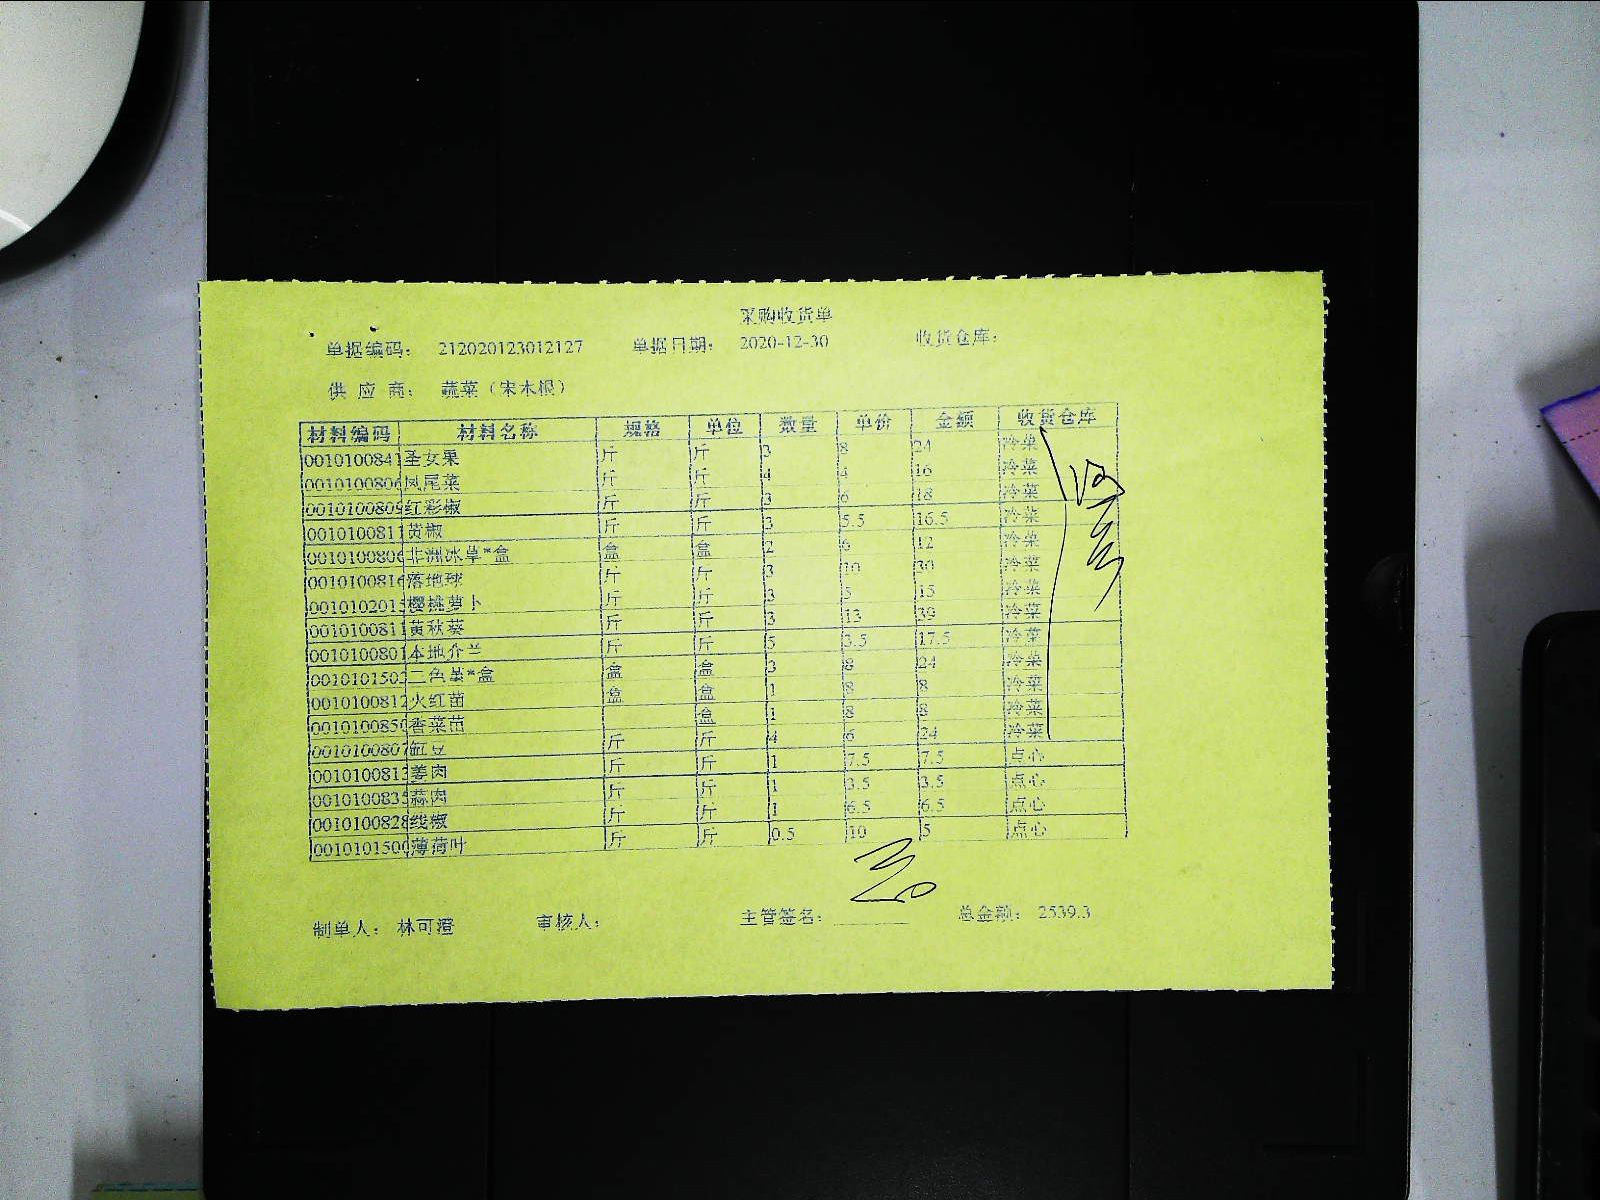 采购收货单
单据编码： 212020123012127 单据日期： 2020-12-30 收货仓库：
供 应 商： 蔬菜（宋木根）
材料编码 材料名称 规格 单位 数量 单价 金额 收货仓库
0010100841 圣女果 斤 斤 3 8 24 冷菜
001010080 凤尾菜 斤 斤 4 4 16 冷菜
0010100809 红彩椒 斤 斤 3 6 18 冷菜
001010081 黄椒 斤 斤 3 5.5 16.5 冷菜
001010080 非洲冰草*盒 盒 盒 2 6 12 冷菜
001010081 落地球 斤 斤 3 10 30 冷菜
001010201 樱桃萝卜 斤 斤 3 5 15 冷菜
001010081 黄秋葵 斤 斤 3 13 39 冷菜
001010080 本地介兰 斤 斤 5 3.5 17.5 冷菜
001010150 二色堇*盒 盒 盒 3 8 24 冷菜
001010081 火红苗 盒 盒 1 8 8 冷菜
001010085 香菜苗 盒 1 8 8 冷菜
001010080 豇豆 斤 斤 4 6 24 冷菜
001010081 姜肉 斤 斤 1 7.5 7.5 点心
001010083 蒜肉 斤 斤 1 3.5 3.5 点心
001010082 线椒 斤 斤 1 6.5 6.5 点心
001010150 薄荷叶 斤 斤 0.5 10 5 点心
制单人： 林可澄 审核人： 主管签名： 总金额： 2539.3